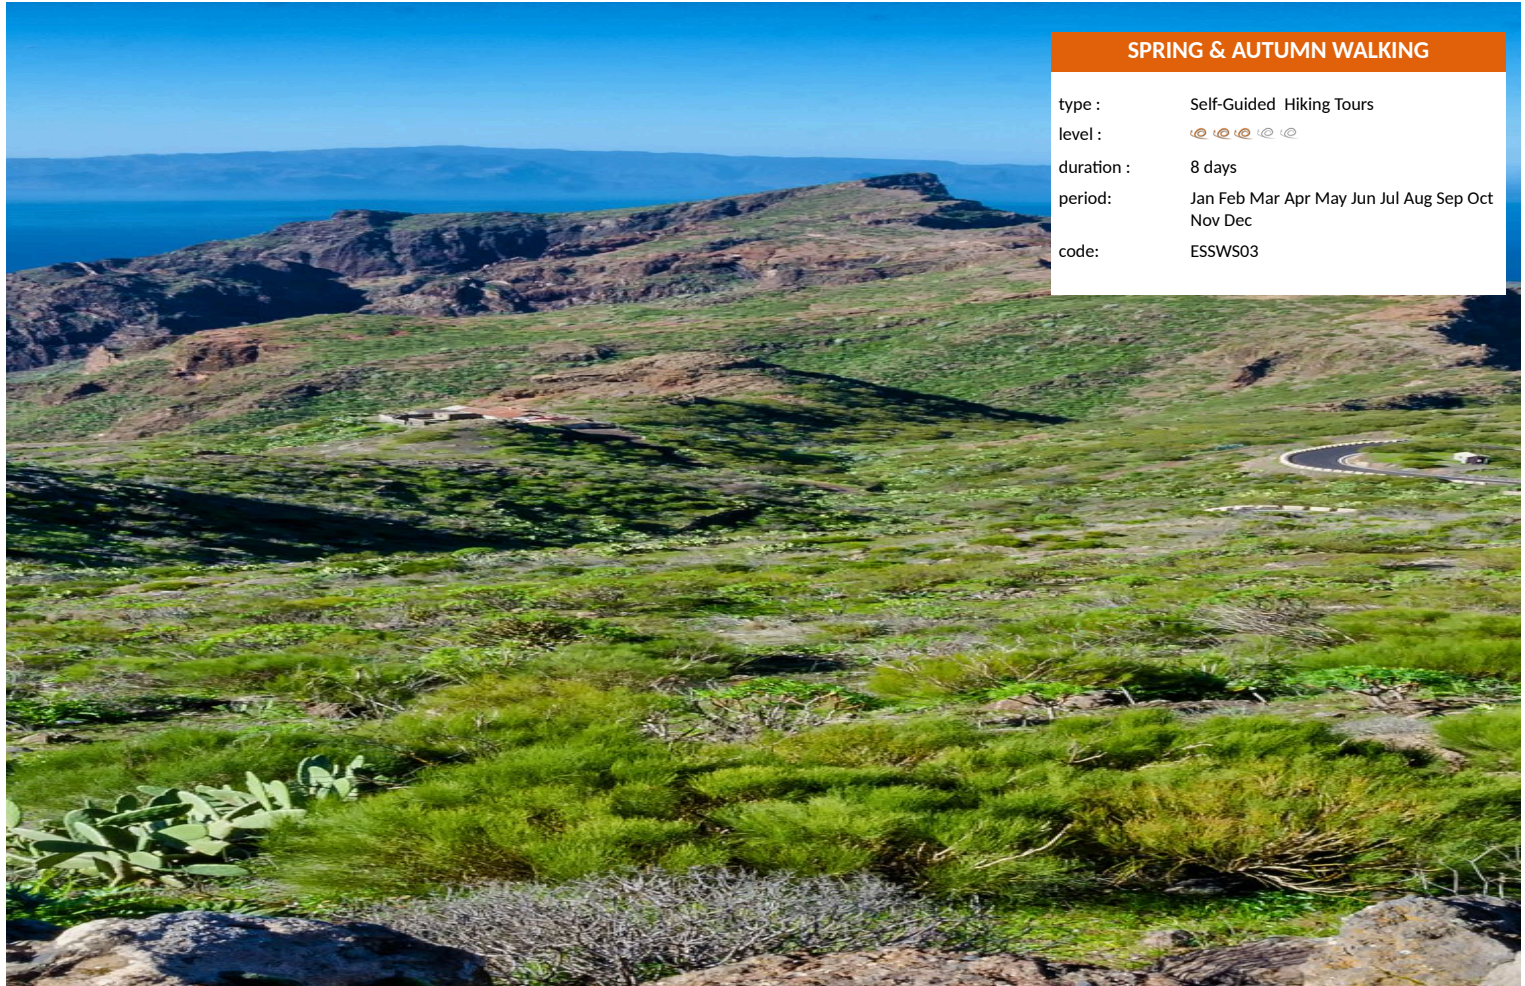 SPRING & AUTUMN WALKING
type : Self-Guided Hiking Tours
level :
duration : 8 days
period: Jan Feb Mar Apr May Jun Jul Aug Sep Oct
Nov Dec
code: ESSWS03